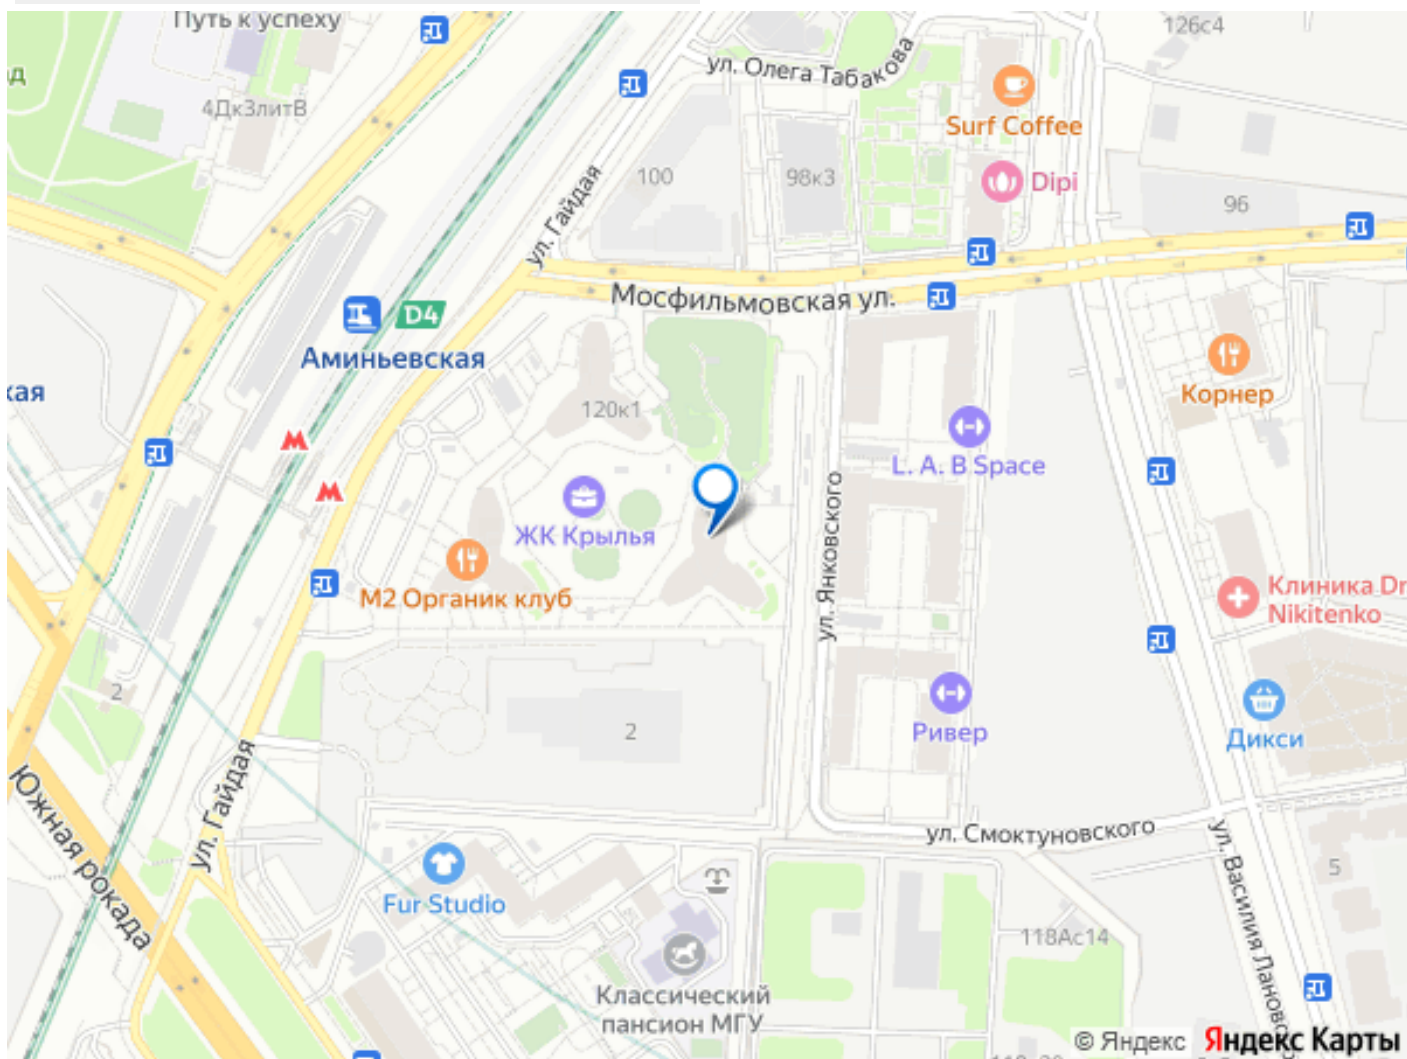 Путь к успеху
126с4
ул. Олега Табакова
ад
4Дк3литВ
Surf Coffee
100
98к3
Dipi
96
ул. Гайдая
Мосфильмовская ул.
D4
Аминьевская
кая
120к1
Корнер
L. A. B Space
ЖК Крылья
М2 Органик клуб
ул. Янковского
Клиника Dr
Nikitenko
2
2
Ривер
Дикси
Южная рокада
ул. Гайдая
ул. Смоктуновского
Fur Studio
5
ул. Василия Лановс
118Ас14
Классический
пансион МГУ
© Яндекс Яндекс Карты